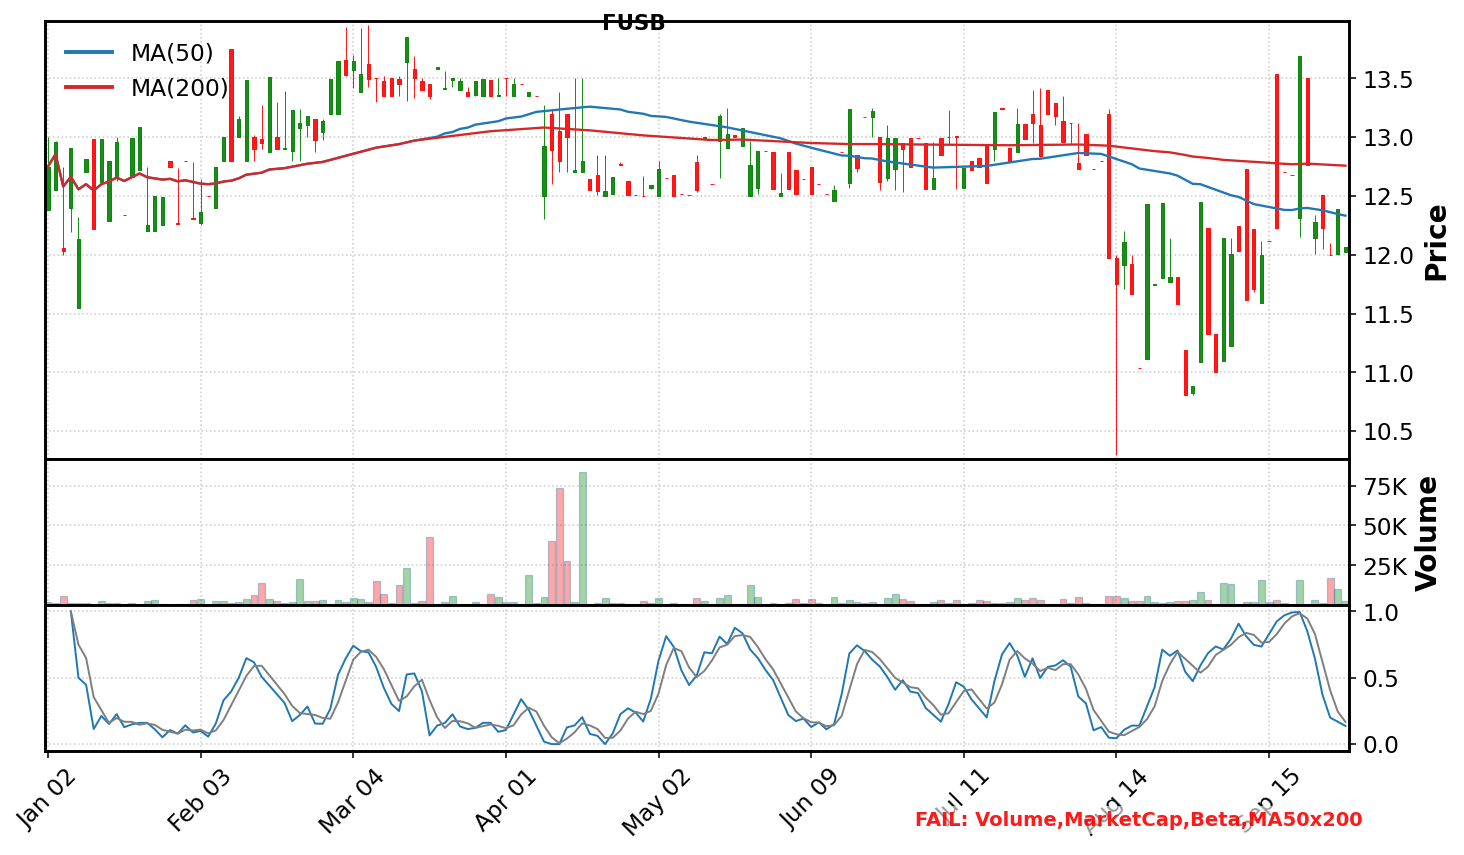 FUSB
MA(50)
MA(200)
13.5
13.0
12.5
12.0
11.5
11.0
10.5
Price
75K
50K
25K
Volume
1.0
0.5
0.0
Jan 02
Feb 03
Mar 04
Apr 01
May 02
Jun 09
Jul 11
Aug 14
Sep 15
FAIL: Volume,MarketCap,Beta,MA50x200